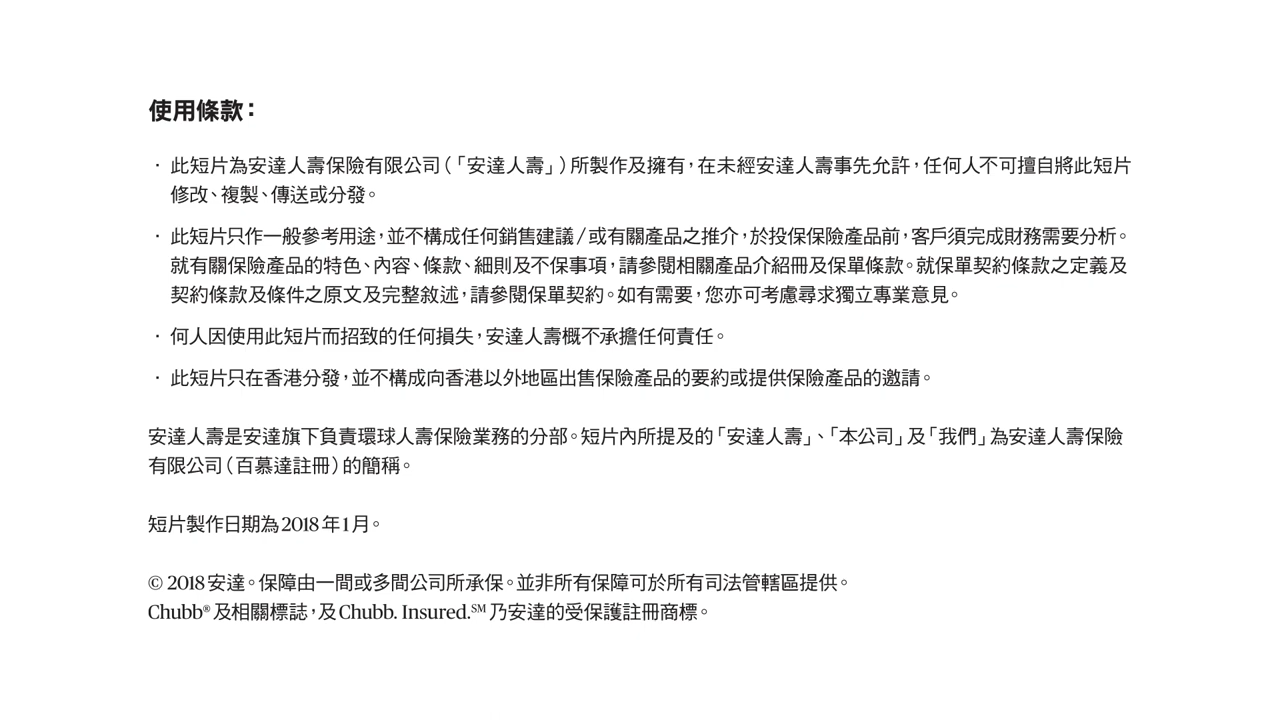 使用條款：
· 此短片為安達人壽保險有限公司（「安達人壽」）所製作及擁有，在未經安達人壽事先允許，任何人不可擅自將此短片
修改、複製、傳送或分發。
· 此短片只作一般參考用途，並不構成任何銷售建議/或有關產品之推介，於投保保險產品前，客戶須完成財務需要分析。
就有關保險產品的特色、內容、條款、細則及不保事項，請參閱相關產品介紹冊及保單條款。就保單契約條款之定義及
契約條款及條件之原文及完整敘述，請參閱保單契約。如有需要，您亦可考慮尋求獨立專業意見。
· 何人因使用此短片而招致的任何損失，安達人壽概不承擔任何責任。
· 此短片只在香港分發，並不構成向香港以外地區出售保險產品的要約或提供保險產品的邀請。
安達人壽是安達旗下負責環球人壽保險業務的分部。短片內所提及的「安達人壽」、「本公司」及「我們」為安達人壽保險
有限公司（百慕達註冊）的簡稱。
短片製作日期為2018年1月。
© 2018安達。保障由一間或多間公司所承保。並非所有保障可於所有司法管轄區提供。
Chubb®及相關標誌，及Chubb. Insured.℠乃安達的受保護註冊商標。